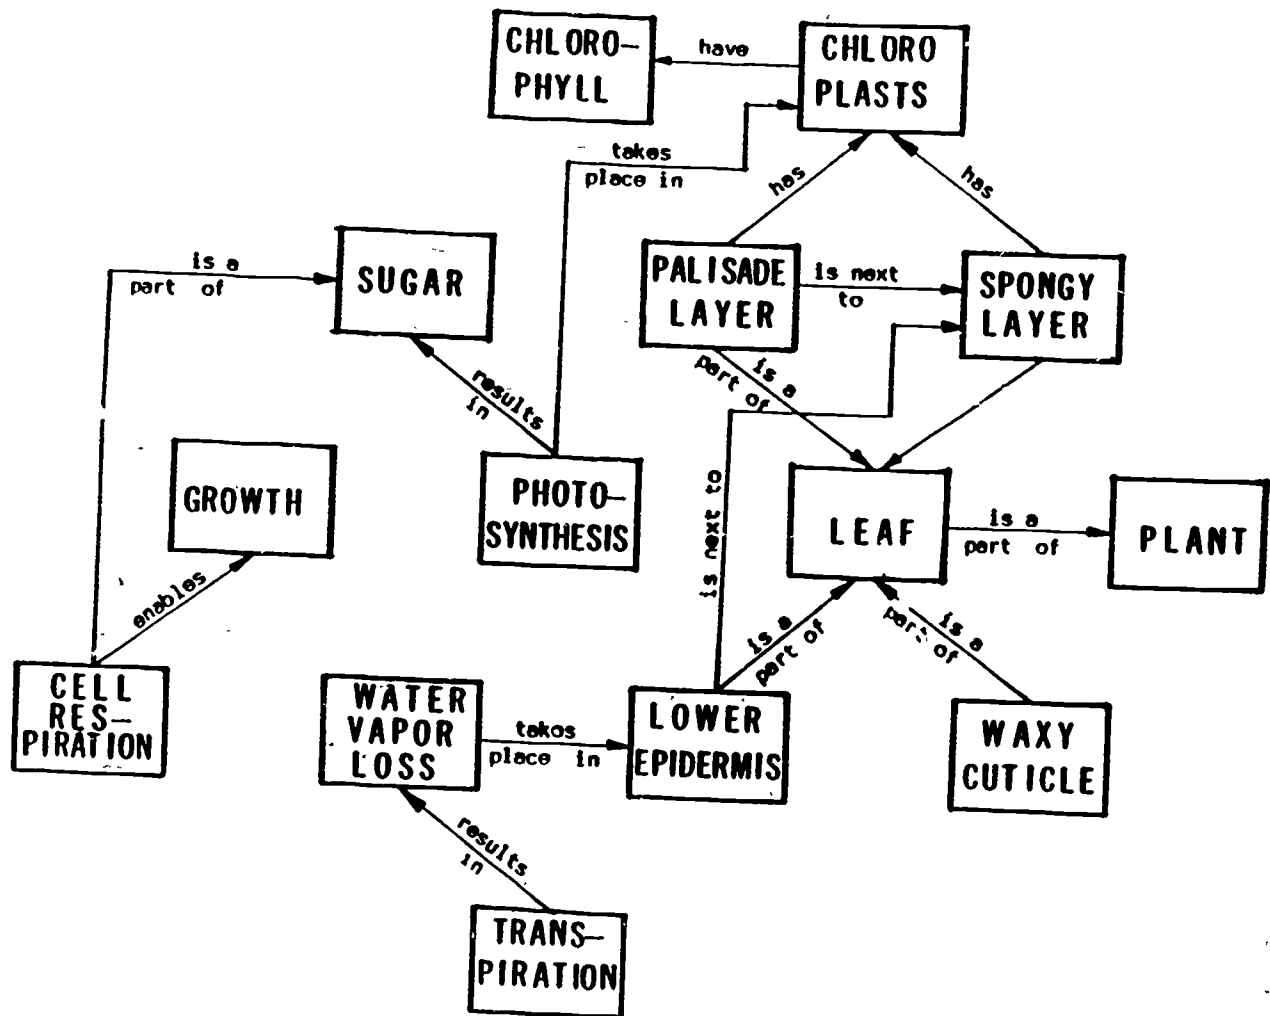 CHLORO-
PHYLL
have
CHLORO
PLASTS
takes
place in
has
has
is a
part of
SUGAR
PALISADE
LAYER
is next
to
SPONGY
LAYER
results
in
is a
part of
GROWTH
PHOTO-
SYNTHESIS
is next to
LEAF
is a
part of
PLANT
enables
is a
part of
is a
part of
CELL
RES-
PIRATION
WATER
VAPOR
LOSS
takes
place in
LOWER
EPIDERMIS
WAXY
CUTICLE
results
in
TRANS-
PIRATION